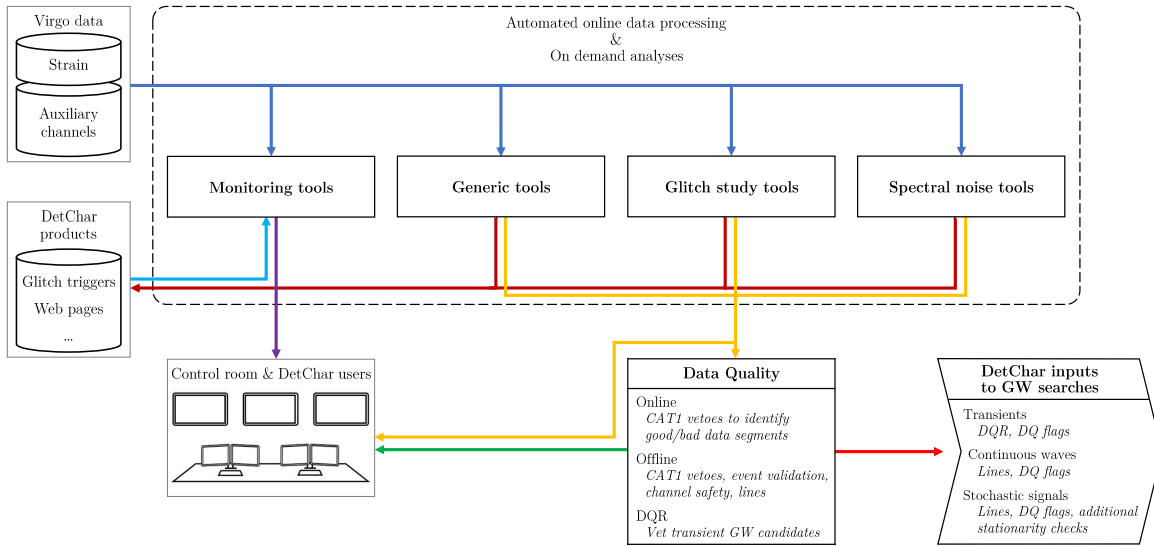 Virgo data
Strain
Auxiliary
channels
Automated online data processing
&
On demand analyses
Monitoring tools
Generic tools
Glitch study tools
Spectral noise tools
DetChar
products
Glitch triggers
Web pages
...
Control room & DetChar users
Data Quality
Online
CAT1 vetoes to identify
good/bad data segments
Offline
CAT1 vetoes, event validation,
channel safety, lines
DQR
Vet transient GW candidates
DetChar inputs
to GW searches
Transients
DQR, DQ flags
Continuous waves
Lines, DQ flags
Stochastic signals
Lines, DQ flags, additional
stationarity checks